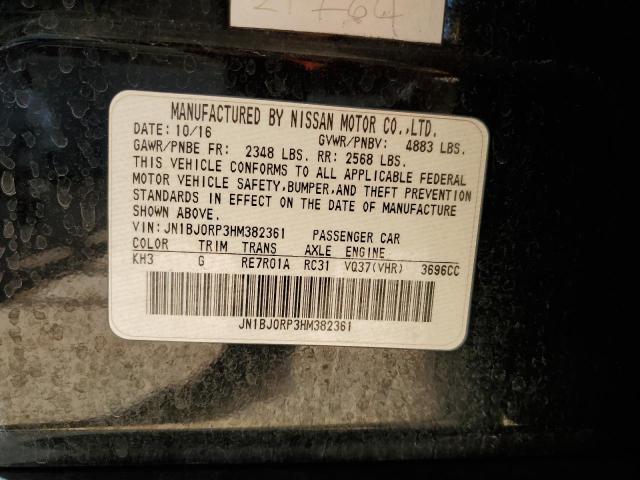 MANUFACTURED BY NISSAN MOTOR CO.,LTD.
DATE: 10/16 GVWR/PNBV: 4883 LBS.
GAWR/PNBE FR: 2348 LBS. RR: 2568 LBS.
THIS VEHICLE CONFORMS TO ALL APPLICABLE FEDERAL
MOTOR VEHICLE SAFETY,BUMPER,AND THEFT PREVENTION
STANDARDS IN EFFECT ON THE DATE OF MANUFACTURE
SHOWN ABOVE.
VIN:JN1BJ0RP3HM382361 PASSENGER CAR
COLOR TRIM TRANS AXLE ENGINE
KH3 G RE7R01A RC31 VQ37(VHR) 3696CC
JN1BJ0RP3HM382361